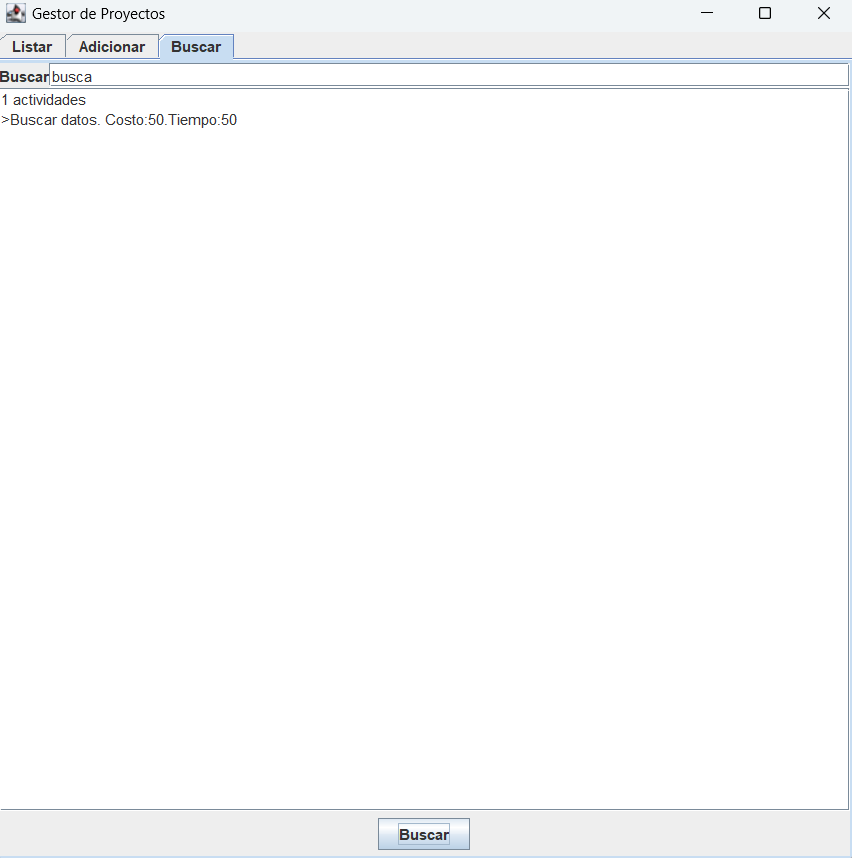 Gestor de Proyectos
Listar Adicionar Buscar
Buscar busca
1 actividades
>Buscar datos. Costo:50.Tiempo:50
Buscar